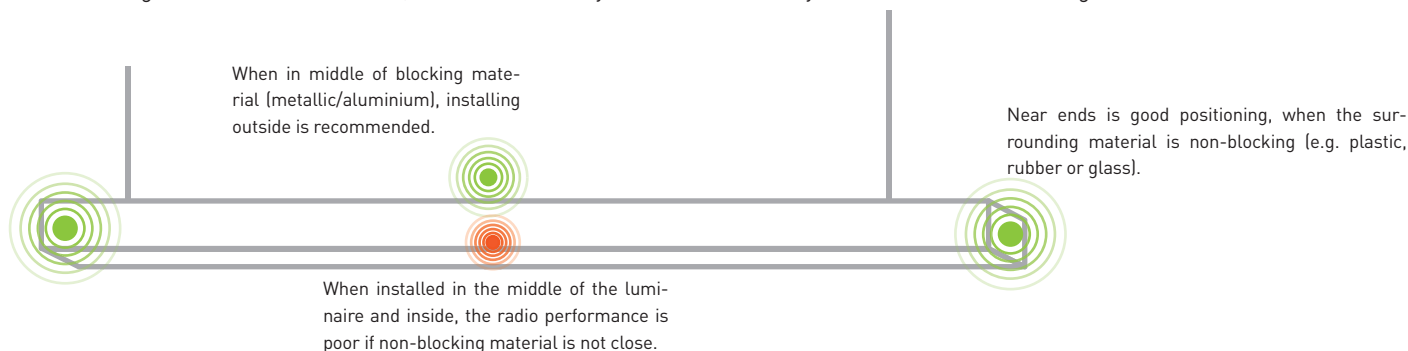 When in middle of blocking mate-
rial (metallic/aluminium), installing
outside is recommended.
Near ends is good positioning, when the sur-
rounding material is non-blocking (e.g. plastic,
rubber or glass).
When installed in the middle of the lumi-
naire and inside, the radio performance is
poor if non-blocking material is not close.